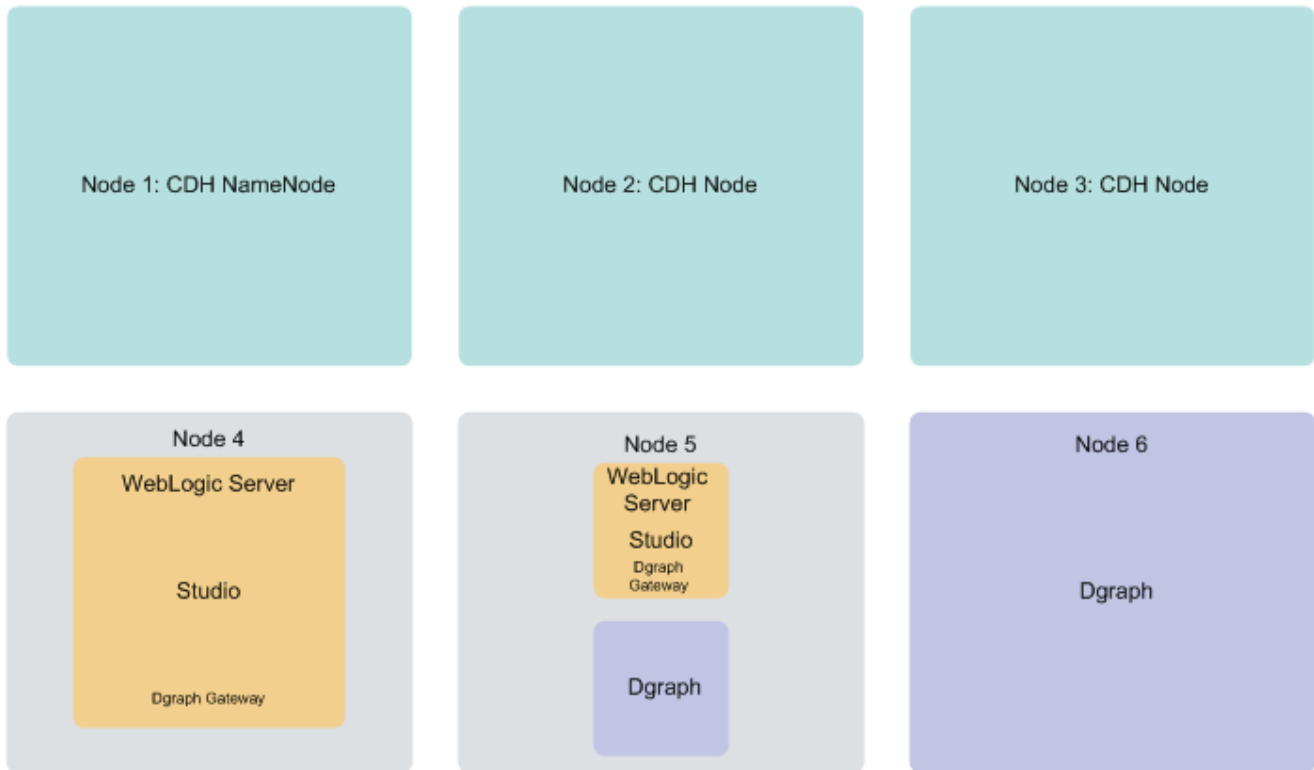 Node 1: CDH NameNode
Node 2: CDH Node
Node 3: CDH Node
Node 4
WebLogic Server
Studio
Dgraph Gateway
Node 5
WebLogic
Server
Studio
Dgraph
Gateway
Dgraph
Node 6
Dgraph